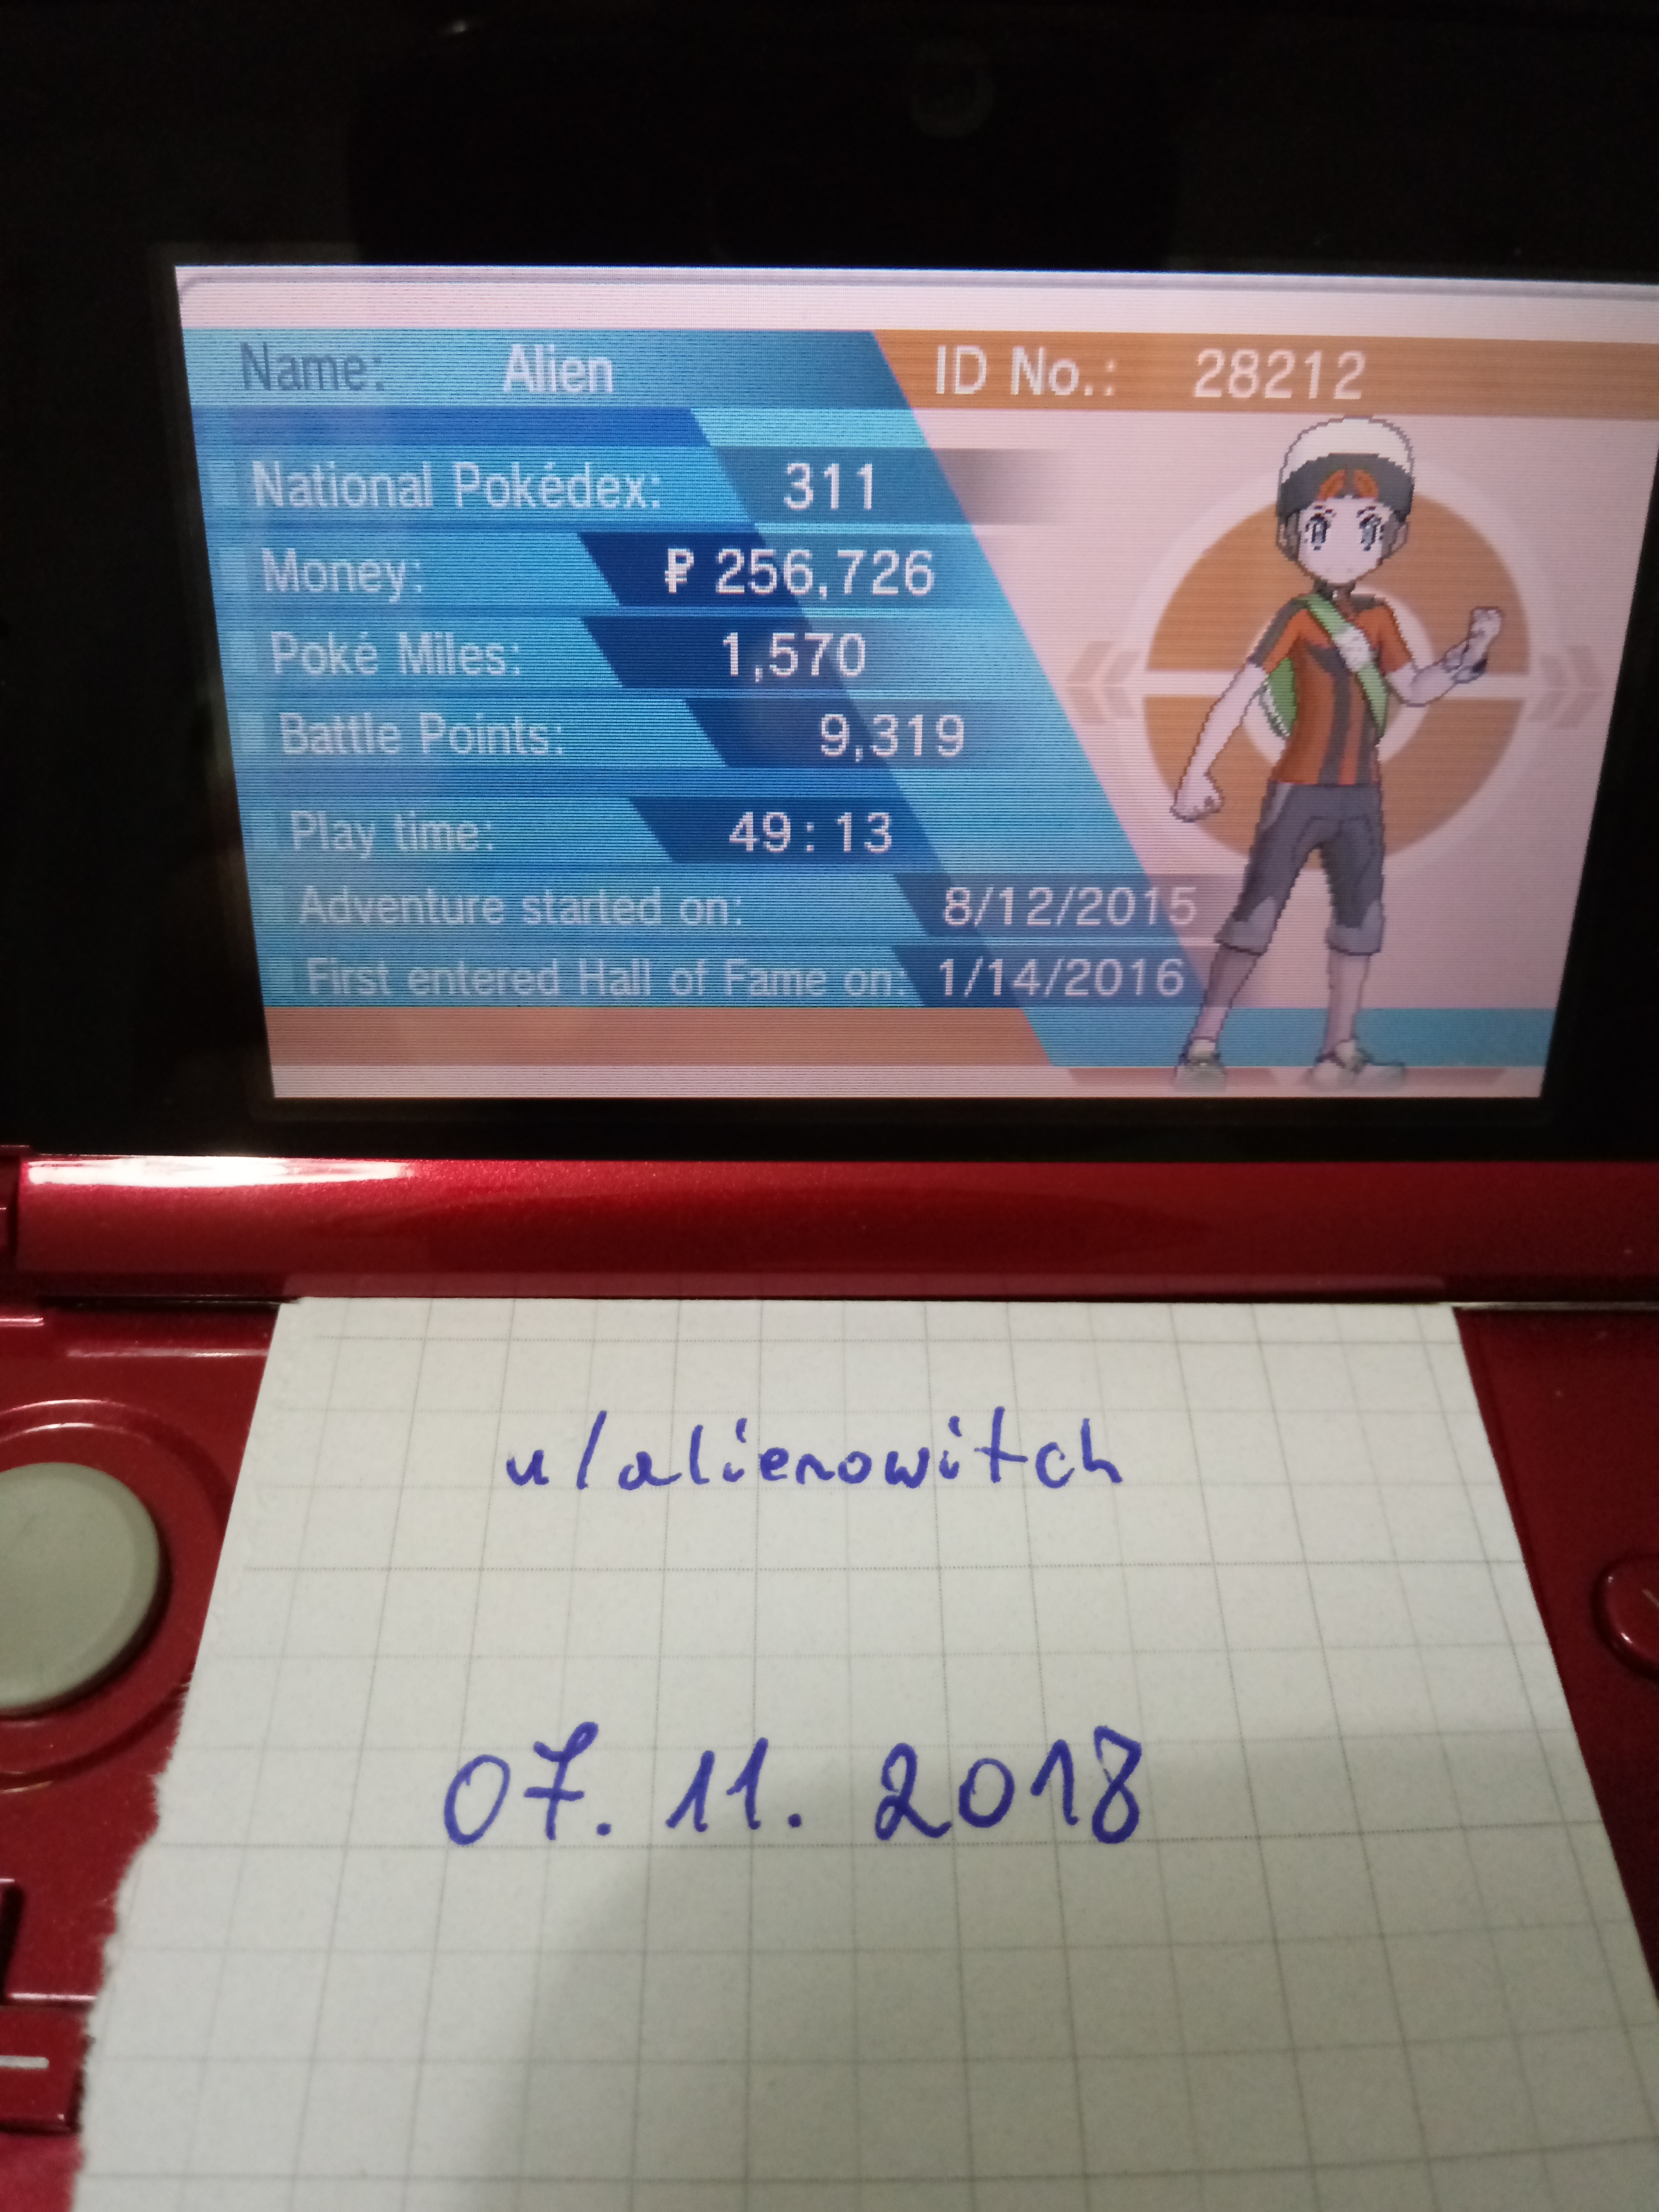 Name: Alien
ID No.: 28212
National Pokédex: 311
Money: ₽ 256,726
Poké Miles: 1,570
Battle Points: 9,319
Play time: 49:13
Adventure started on: 8/12/2015
First entered Hall of Fame on: 1/14/2016
u/alienowitch
07.11.2018